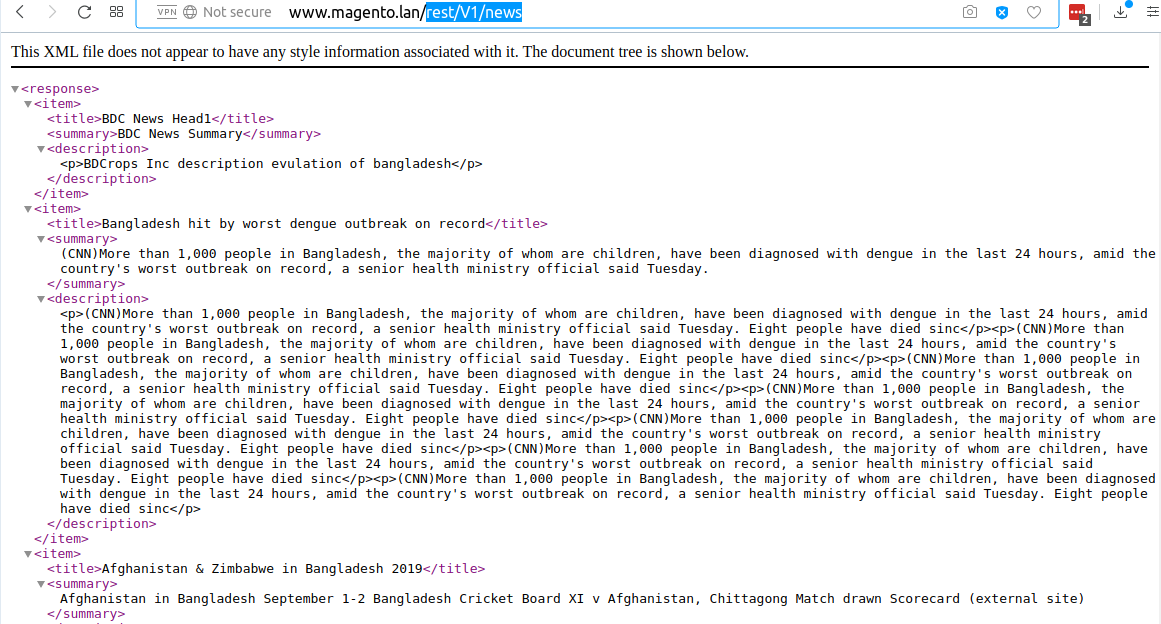 VPN Not secure www.magento.lan/rest/V1/news 2
This XML file does not appear to have any style information associated with it. The document tree is shown below.
<response>
<item>
<title>BDC News Head1</title>
<summary>BDC News Summary</summary>
<description>
<p>BDCrops Inc description evulation of bangladesh</p>
</description>
</item>
<item>
<title>Bangladesh hit by worst dengue outbreak on record</title>
<summary>
(CNN)More than 1,000 people in Bangladesh, the majority of whom are children, have been diagnosed with dengue in the last 24 hours, amid the
country's worst outbreak on record, a senior health ministry official said Tuesday.
</summary>
<description>
<p>(CNN)More than 1,000 people in Bangladesh, the majority of whom are children, have been diagnosed with dengue in the last 24 hours, amid
the country's worst outbreak on record, a senior health ministry official said Tuesday. Eight people have died sinc</p><p>(CNN)More than
1,000 people in Bangladesh, the majority of whom are children, have been diagnosed with dengue in the last 24 hours, amid the country's
worst outbreak on record, a senior health ministry official said Tuesday. Eight people have died sinc</p><p>(CNN)More than 1,000 people in
Bangladesh, the majority of whom are children, have been diagnosed with dengue in the last 24 hours, amid the country's worst outbreak on
record, a senior health ministry official said Tuesday. Eight people have died sinc</p><p>(CNN)More than 1,000 people in Bangladesh, the
majority of whom are children, have been diagnosed with dengue in the last 24 hours, amid the country's worst outbreak on record, a senior
health ministry official said Tuesday. Eight people have died sinc</p><p>(CNN)More than 1,000 people in Bangladesh, the majority of whom are
children, have been diagnosed with dengue in the last 24 hours, amid the country's worst outbreak on record, a senior health ministry
official said Tuesday. Eight people have died sinc</p><p>(CNN)More than 1,000 people in Bangladesh, the majority of whom are children, have
been diagnosed with dengue in the last 24 hours, amid the country's worst outbreak on record, a senior health ministry official said
Tuesday. Eight people have died sinc</p><p>(CNN)More than 1,000 people in Bangladesh, the majority of whom are children, have been diagnosed
with dengue in the last 24 hours, amid the country's worst outbreak on record, a senior health ministry official said Tuesday. Eight people
have died sinc</p>
</description>
</item>
<item>
<title>Afghanistan & Zimbabwe in Bangladesh 2019</title>
<summary>
Afghanistan in Bangladesh September 1-2 Bangladesh Cricket Board XI v Afghanistan, Chittagong Match drawn Scorecard (external site)
</summary>